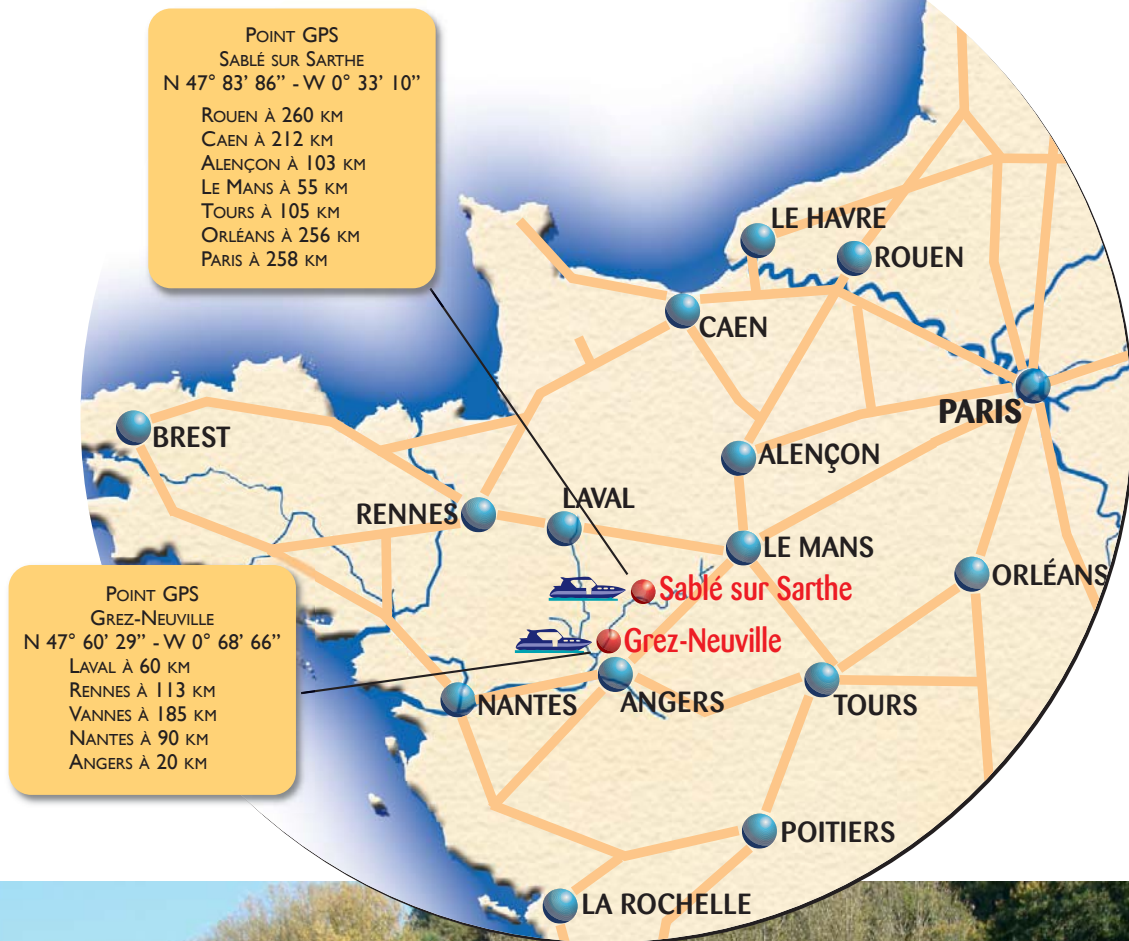 Point GPS
Sablé sur Sarthe
N 47° 83’ 86” - W 0° 33’ 10”
Rouen à 260 km
Caen à 212 km
Alençon à 103 km
Le Mans à 55 km
Tours à 105 km
Orléans à 256 km
Paris à 258 km
LE HAVRE
ROUEN
CAEN
PARIS
BREST
ALENÇON
RENNES
LAVAL
LE MANS
ORLÉANS
Sablé sur Sarthe
Point GPS
Grez-Neuville
N 47° 60’ 29” - W 0° 68’ 66”
Laval à 60 km
Rennes à 113 km
Vannes à 185 km
Nantes à 90 km
Angers à 20 km
Grez-Neuville
NANTES
ANGERS
TOURS
POITIERS
LA ROCHELLE